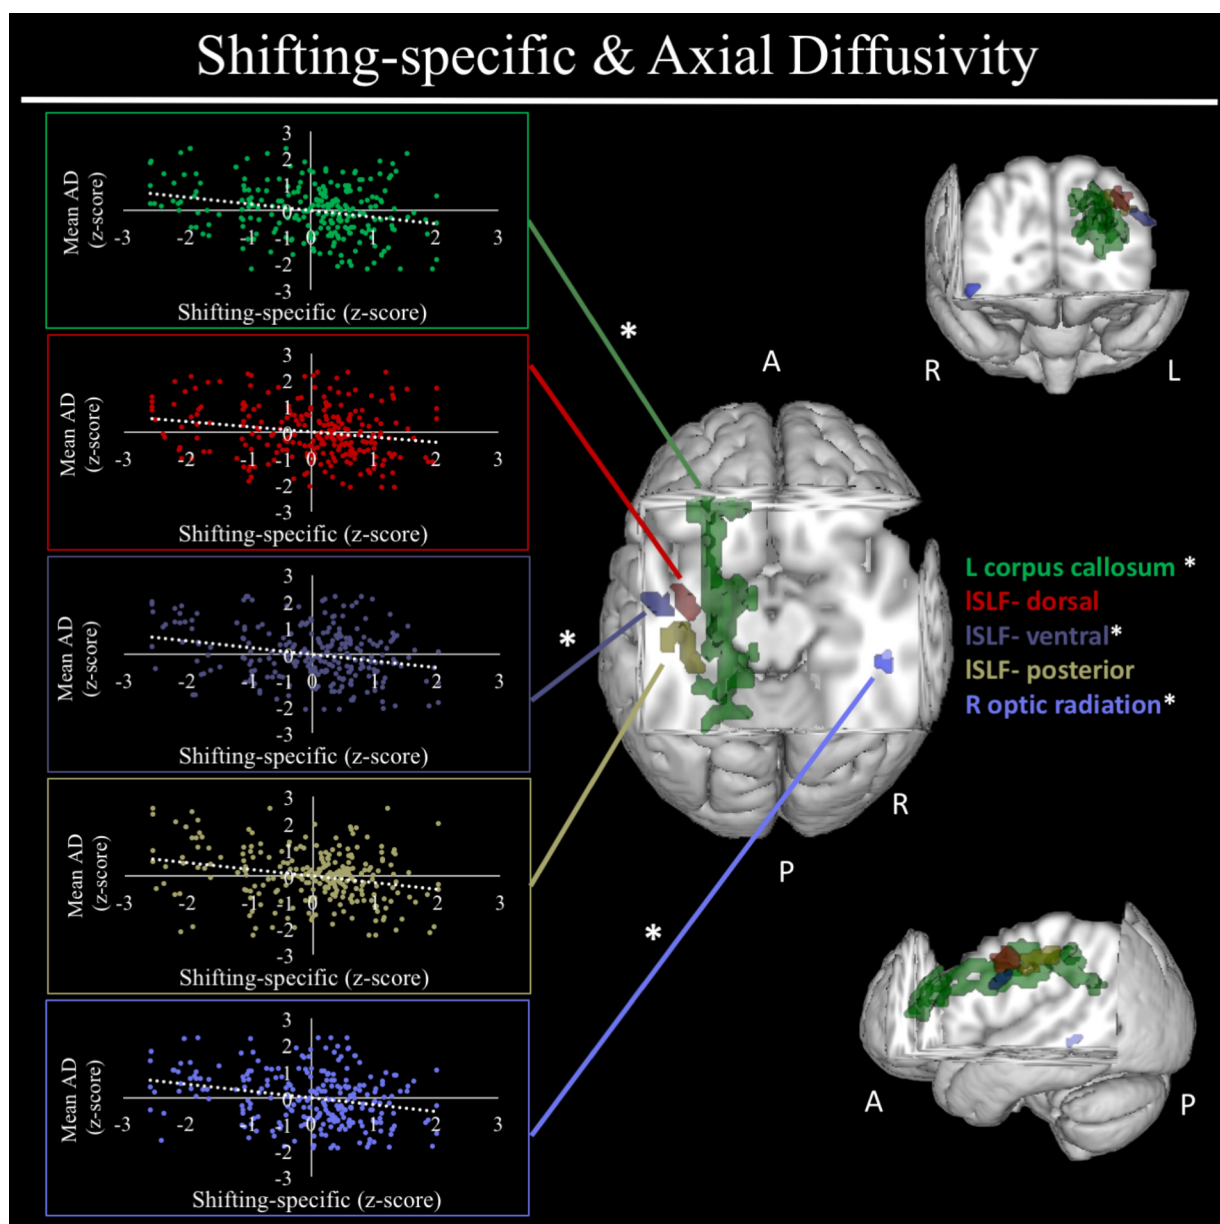 Shifting-specific & Axial Diffusivity
Mean AD
(z-score)
3
2
1
0
-1
-2
-3
-3 -2 -1 0 1 2 3
Shifting-specific (z-score)
Mean AD
(z-score)
3
2
1
0
-1
-2
-3
-3 -2 -1 0 1 2 3
Shifting-specific (z-score)
Mean AD
(z-score)
3
2
1
0
-1
-2
-3
-3 -2 -1 0 1 2 3
Shifting-specific (z-score)
Mean AD
(z-score)
3
2
1
0
-1
-2
-3
-3 -2 -1 0 1 2 3
Shifting-specific (z-score)
Mean AD
(z-score)
3
2
1
0
-1
-2
-3
-3 -2 -1 0 1 2 3
Shifting-specific (z-score)
*
*
*
A
R
P
R L
L corpus callosum *
lSLF- dorsal
lSLF- ventral*
lSLF- posterior
R optic radiation*
A P